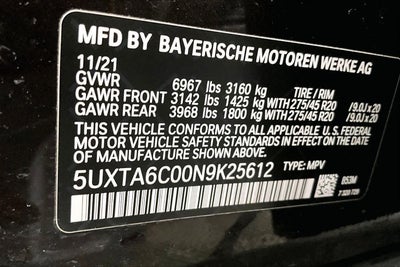 MFD BY BAYERISCHE MOTOREN WERKE AG
11/21
GVWR 6967 lbs 3160 kg TIRE / RIM
GAWR FRONT 3142 lbs 1425 kg WITH 275/45 R20 /9.0J x 20
GAWR REAR 3968 lbs 1800 kg WITH 275/45 R20 /9.0J x 20
THIS VEHICLE CONFORMS TO ALL APPLICABLE U.S. FEDERAL
MOTOR VEHICLE SAFETY STANDARDS IN EFFECT ON THE DATE
OF MANUFACTURE SHOWN ABOVE.
5UXTA6C00N9K25612 TYPE: MPV